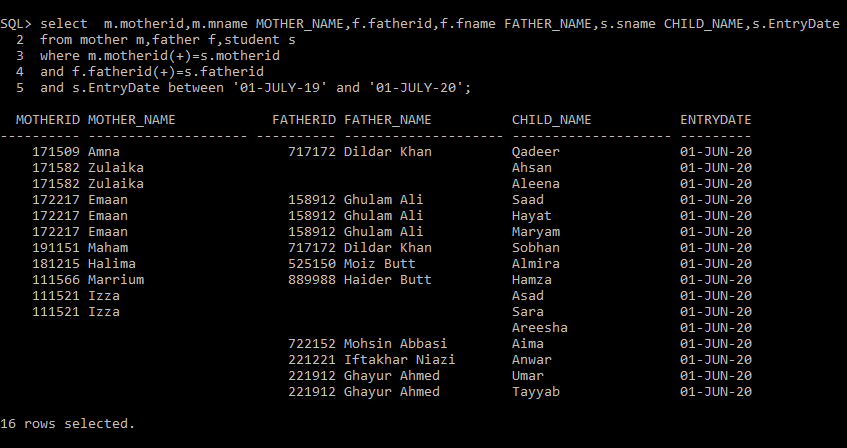 SQL> select  m.motherid,m.mname MOTHER_NAME,f.fatherid,f.fname FATHER_NAME,s.sname CHILD_NAME,s.EntryDate
  2  from mother m,father f,student s
  3  where m.motherid(+)=s.motherid
  4  and f.fatherid(+)=s.fatherid
  5  and s.EntryDate between '01-JULY-19' and '01-JULY-20';

  MOTHERID MOTHER_NAME            FATHERID FATHER_NAME          CHILD_NAME           ENTRYDATE
---------- -------------------- ---------- -------------------- -------------------- ---------
    171509 Amna                     717172 Dildar Khan          Qadeer               01-JUN-20
    171582 Zulaika                                              Ahsan                01-JUN-20
    171582 Zulaika                                              Aleena               01-JUN-20
    172217 Emaan                    158912 Ghulam Ali           Saad                 01-JUN-20
    172217 Emaan                    158912 Ghulam Ali           Hayat                01-JUN-20
    172217 Emaan                    158912 Ghulam Ali           Maryam               01-JUN-20
    191151 Maham                    717172 Dildar Khan          Sobhan               01-JUN-20
    181215 Halima                   525150 Moiz Butt            Almira               01-JUN-20
    111566 Marrium                  889988 Haider Butt          Hamza                01-JUN-20
    111521 Izza                                                 Asad                 01-JUN-20
    111521 Izza                                                 Sara                 01-JUN-20
                                                                Areesha              01-JUN-20
                                    722152 Mohsin Abbasi        Aima                 01-JUN-20
                                    221221 Iftakhar Niazi       Anwar                01-JUN-20
                                    221912 Ghayur Ahmed         Umar                 01-JUN-20
                                    221912 Ghayur Ahmed         Tayyab               01-JUN-20

16 rows selected.